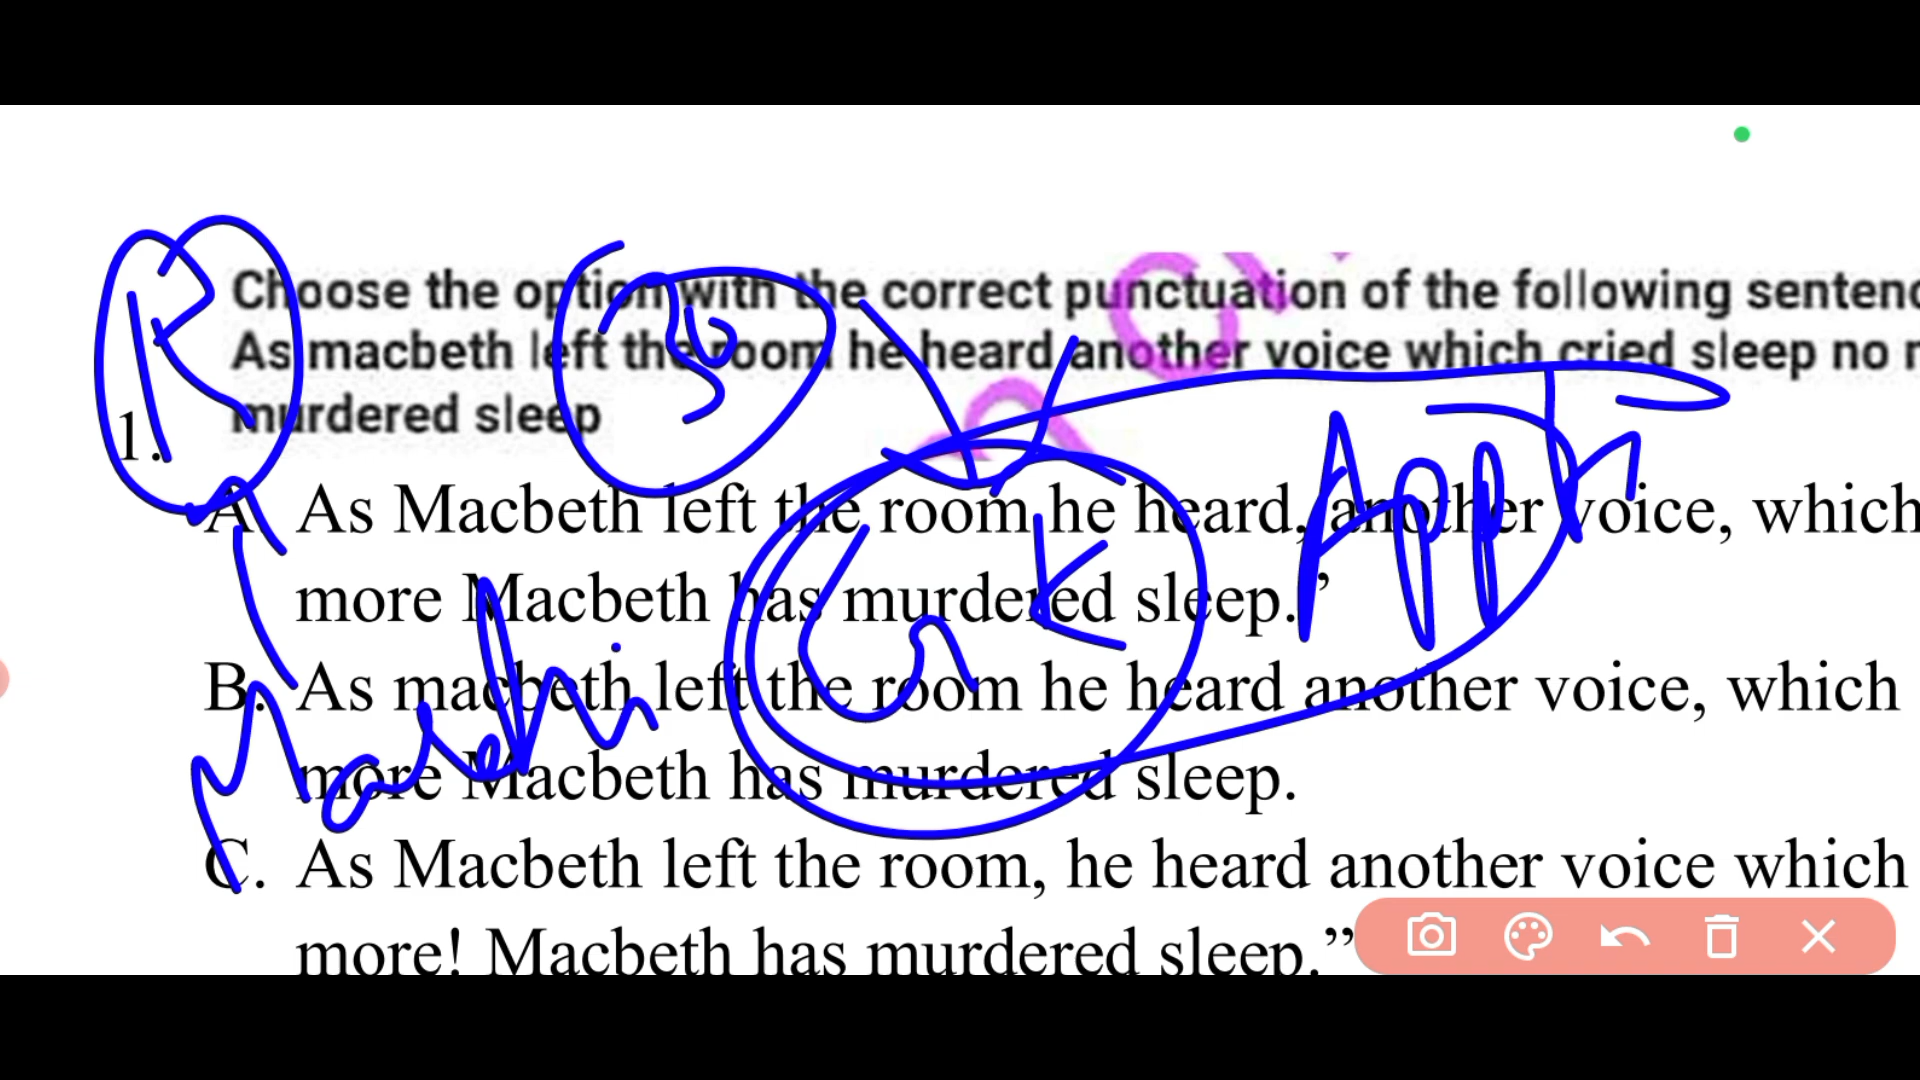 Choose the option with the correct punctuation of the following sentenc
As macbeth left the room he heard another voice which cried sleep no
murdered sleep
1.
A. As Macbeth left the room he heard, another voice, which
more Macbeth has murdered sleep.”
B. As macbeth left the room he heard another voice, which
more Macbeth has murdered sleep.
C. As Macbeth left the room, he heard another voice which
more! Macbeth has murdered sleep.”
R
GK
App